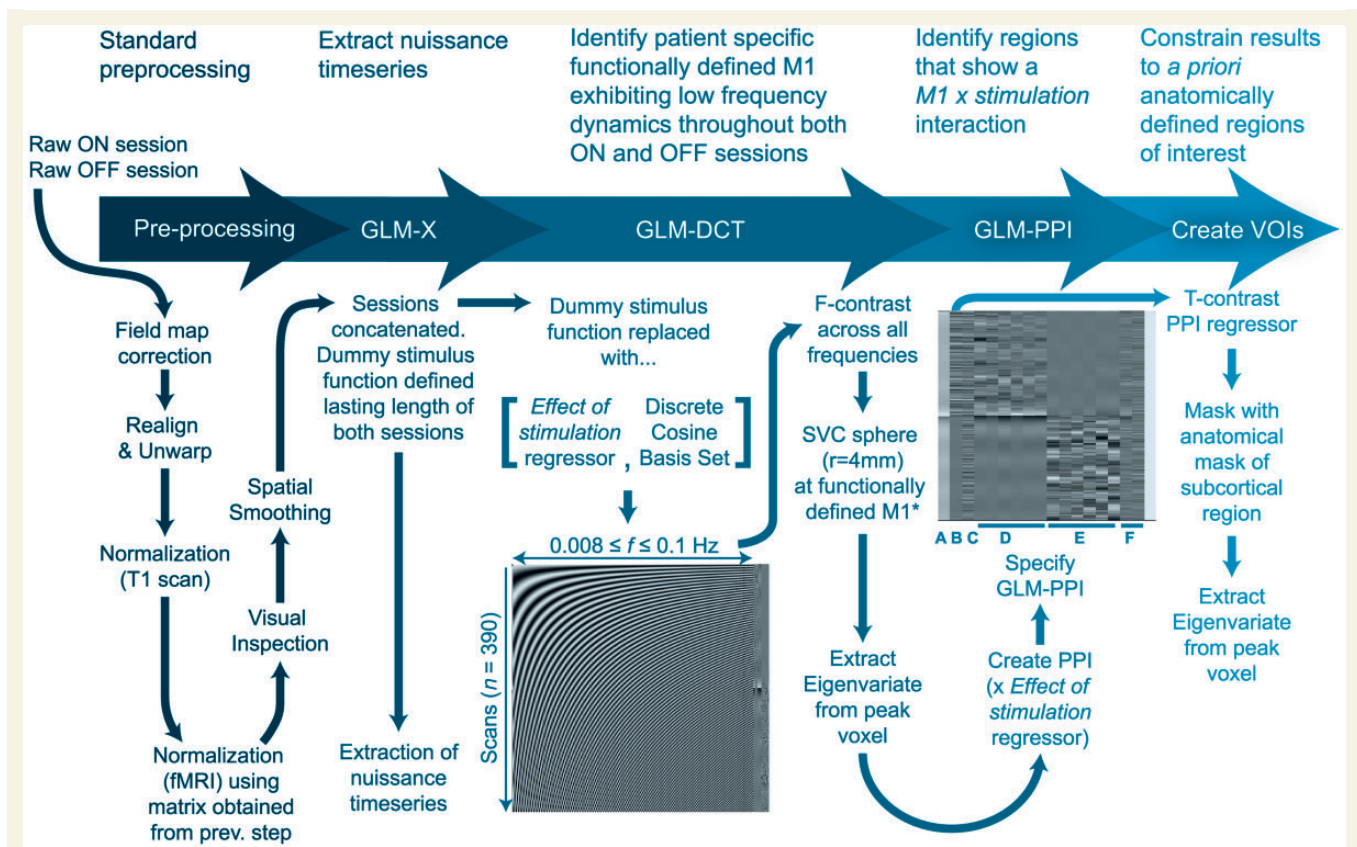 Standard
preprocessing
Extract nuissance
timeseries
Identify patient specific
functionally defined M1
exhibiting low frequency
dynamics throughout both
ON and OFF sessions
Identify regions
that show a
M1 x stimulation
interaction
Constrain results
to a priori
anatomically
defined regions
of interest
Raw ON session
Raw OFF session
Pre-processing
GLM-X
GLM-DCT
GLM-PPI
Create VOIs
Field map
correction
Realign
& Unwarp
Normalization
(T1 scan)
Normalization
(fMRI) using
matrix obtained
from prev. step
Visual
Inspection
Spatial
Smoothing
Sessions
concatenated.
Dummy stimulus
function defined
lasting length of
both sessions
Extraction of
nuissance
timeseries
Dummy stimulus
function replaced
with...
[ Effect of
stimulation
regressor ,
Discrete
Cosine
Basis Set ]
0.008 ≤ f ≤ 0.1 Hz
Scans (n = 390)
F-contrast
across all
frequencies
SVC sphere
(r=4mm)
at functionally
defined M1*
Extract
Eigenvariate
from peak
voxel
A B C D E F
Specify
GLM-PPI
Create PPI
(x Effect of
stimulation
regressor)
T-contrast
PPI regressor
Mask with
anatomical
mask of
subcortical
region
Extract
Eigenvariate
from peak
voxel